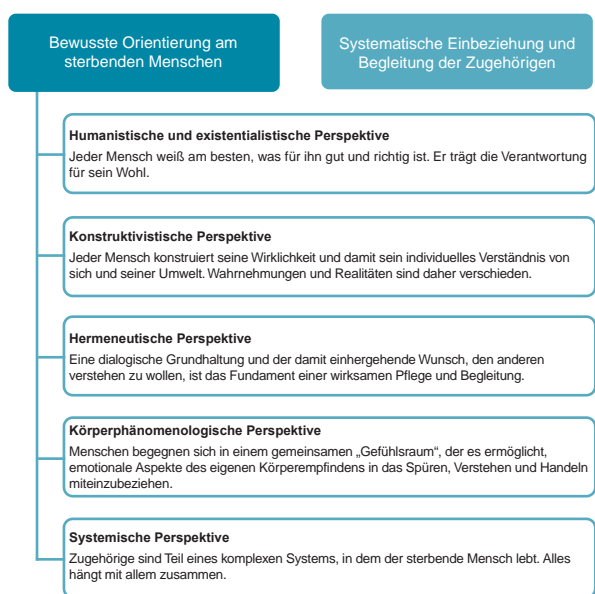 Bewusste Orientierung am
sterbenden Menschen
Systematische Einbeziehung und
Begleitung der Zugehörigen
Humanistische und existentialistische Perspektive
Jeder Mensch weiß am besten, was für ihn gut und richtig ist. Er trägt die Verantwortung
für sein Wohl.
Konstruktivistische Perspektive
Jeder Mensch konstruiert seine Wirklichkeit und damit sein individuelles Verständnis von
sich und seiner Umwelt. Wahrnehmungen und Realitäten sind daher verschieden.
Hermeneutische Perspektive
Eine dialogische Grundhaltung und der damit einhergehende Wunsch, den anderen
verstehen zu wollen, ist das Fundament einer wirksamen Pflege und Begleitung.
Körperphänomenologische Perspektive
Menschen begegnen sich in einem gemeinsamen „Gefühlsraum“, der es ermöglicht,
emotionale Aspekte des eigenen Körperempfindens in das Spüren, Verstehen und Handeln
miteinzubeziehen.
Systemische Perspektive
Zugehörige sind Teil eines komplexen Systems, in dem der sterbende Mensch lebt. Alles
hängt mit allem zusammen.